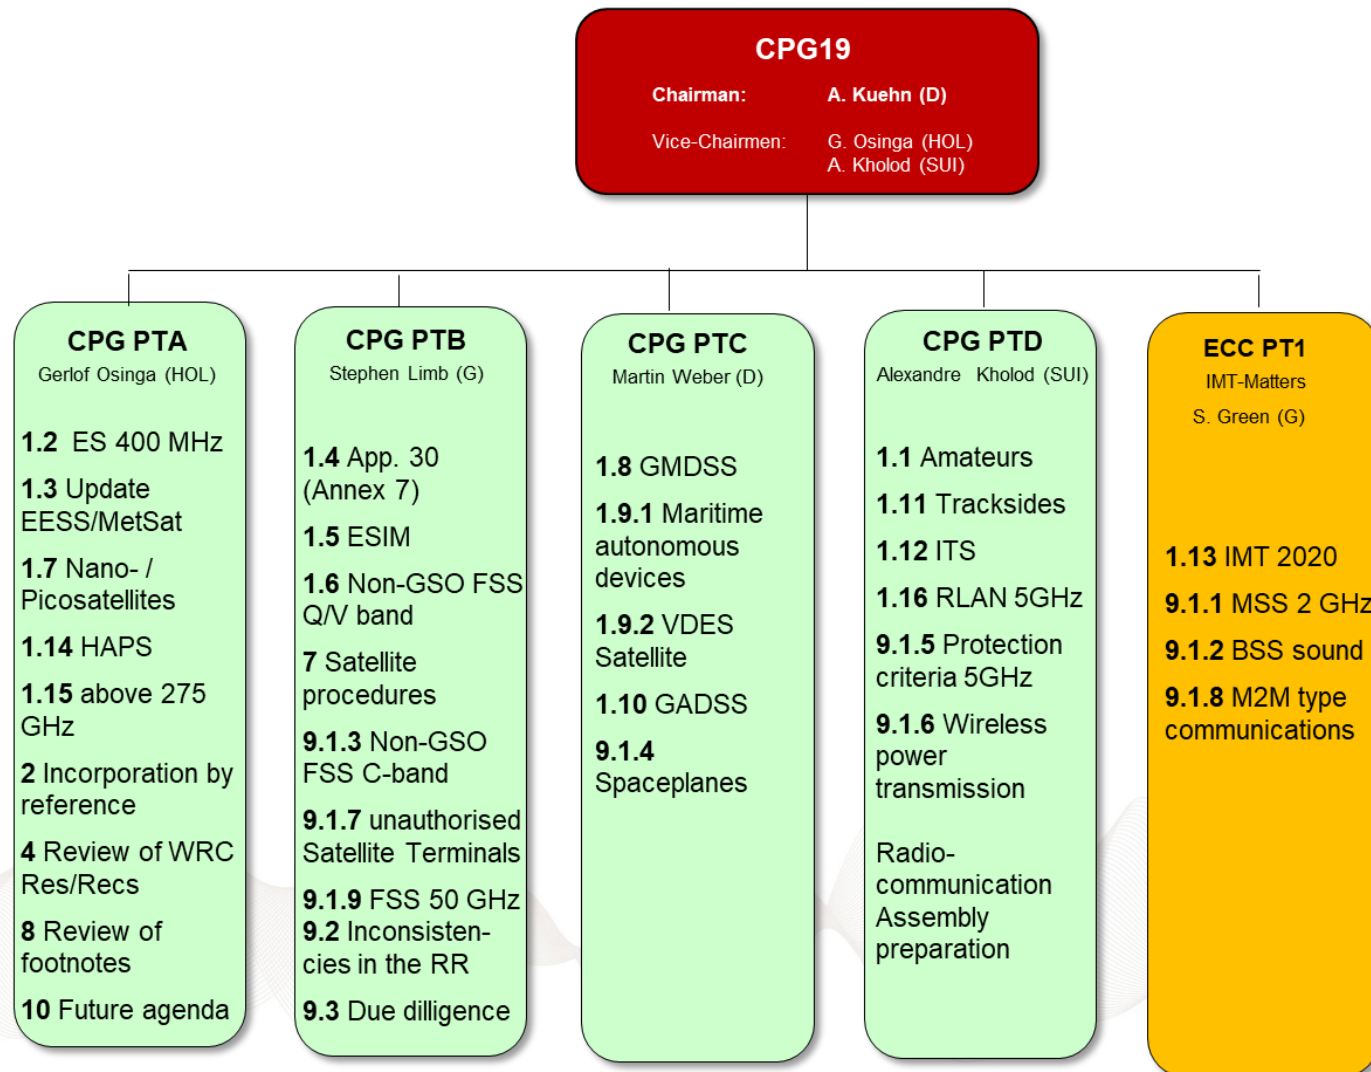 CPG19
Chairman: A. Kuehn (D)
Vice-Chairmen: G. Osinga (HOL)
A. Kholod (SUI)
CPG PTA
Gerlof Osinga (HOL)
1.2 ES 400 MHz
1.3 Update
EESS/MetSat
1.7 Nano- /
Picosatellites
1.14 HAPS
1.15 above 275
GHz
2 Incorporation by
reference
4 Review of WRC
Res/Recs
8 Review of
footnotes
10 Future agenda
CPG PTB
Stephen Limb (G)
1.4 App. 30
(Annex 7)
1.5 ESIM
1.6 Non-GSO FSS
Q/V band
7 Satellite
procedures
9.1.3 Non-GSO
FSS C-band
9.1.7 unauthorised
Satellite Terminals
9.1.9 FSS 50 GHz
9.2 Inconsisten-
cies in the RR
9.3 Due dilligence
CPG PTC
Martin Weber (D)
1.8 GMDSS
1.9.1 Maritime
autonomous
devices
1.9.2 VDES
Satellite
1.10 GADSS
9.1.4
Spaceplanes
CPG PTD
Alexandre Kholod (SUI)
1.1 Amateurs
1.11 Tracksides
1.12 ITS
1.16 RLAN 5GHz
9.1.5 Protection
criteria 5GHz
9.1.6 Wireless
power
transmission
Radio-
communication
Assembly
preparation
ECC PT1
IMT-Matters
S. Green (G)
1.13 IMT 2020
9.1.1 MSS 2 GHz
9.1.2 BSS sound
9.1.8 M2M type
communications